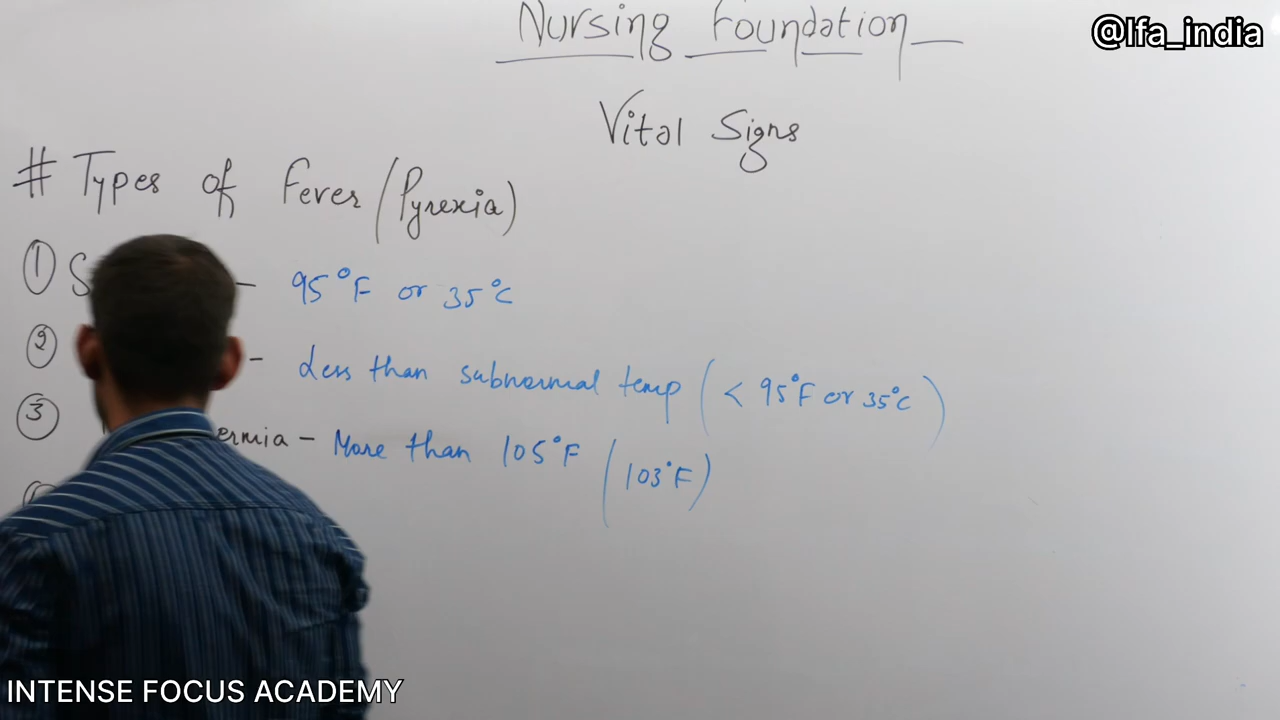 @Ifa_india
Nursing Foundation
Vital Signs
# Types of Fever (Pyrexia)
① S - 95°F or 35°C
② - Less than subnormal temp (< 95°F or 35°C)
③ ermia - More than 105°F (103°F)
INTENSE FOCUS ACADEMY